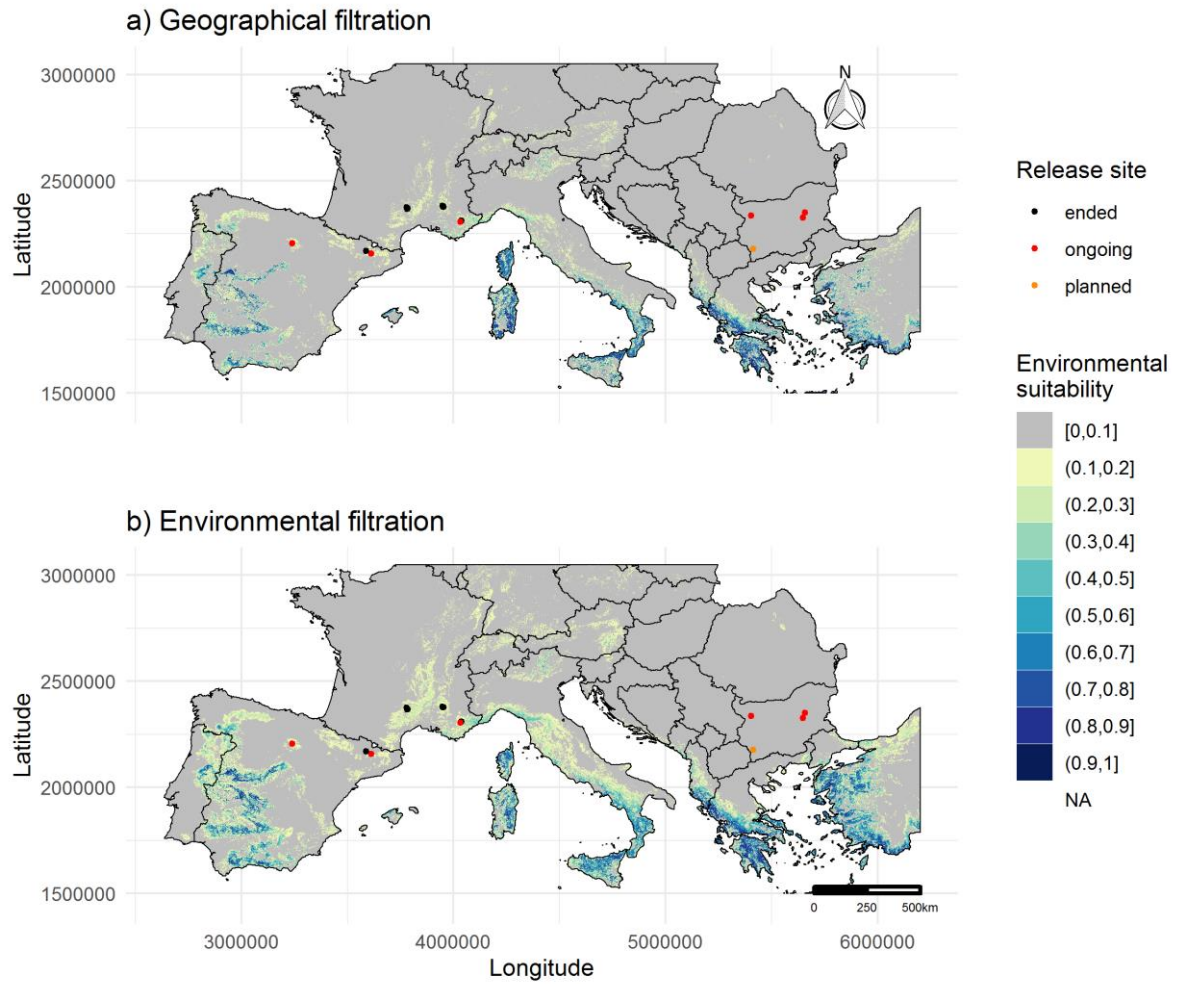 a) Geographical filtration
3000000
2500000
2000000
1500000
Latitude
N
b) Environmental filtration
3000000
2500000
2000000
1500000
Latitude
0 250 500km
3000000 4000000 5000000 6000000
Longitude
Release site
ended
ongoing
planned
Environmental
suitability
[0,0.1]
(0.1,0.2]
(0.2,0.3]
(0.3,0.4]
(0.4,0.5]
(0.5,0.6]
(0.6,0.7]
(0.7,0.8]
(0.8,0.9]
(0.9,1]
NA